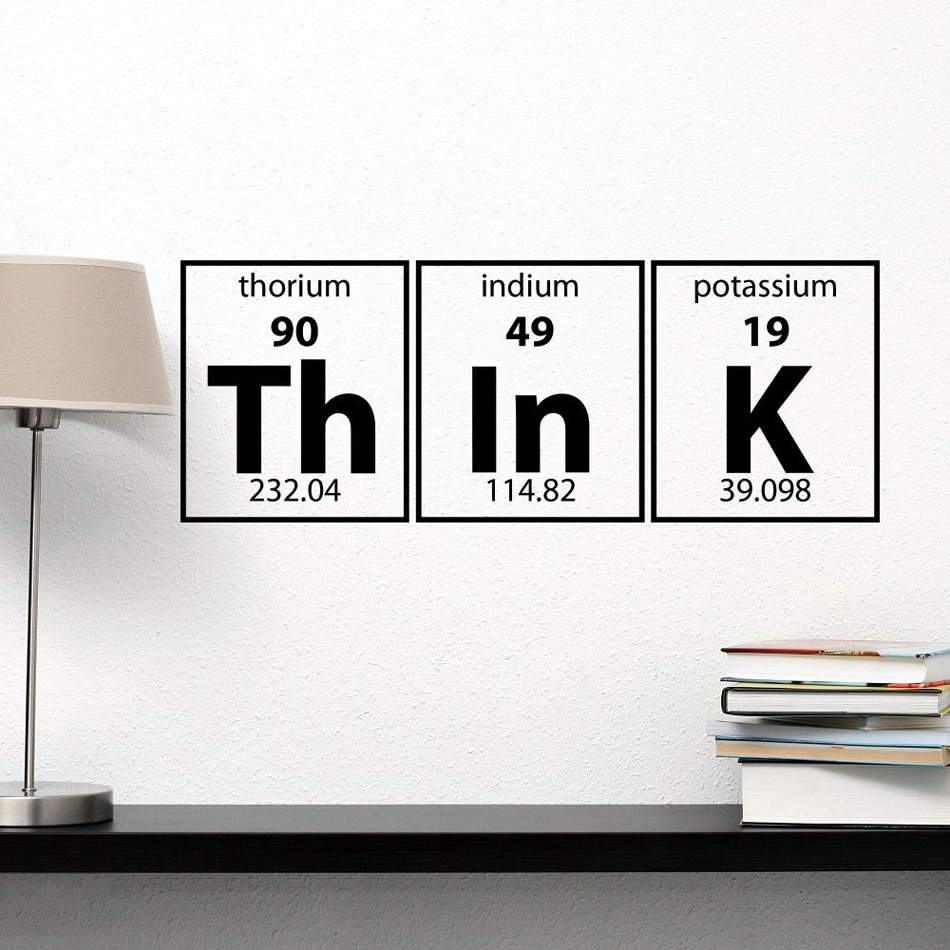 thorium
90
Th
232.04
indium
49
In
114.82
potassium
19
K
39.098